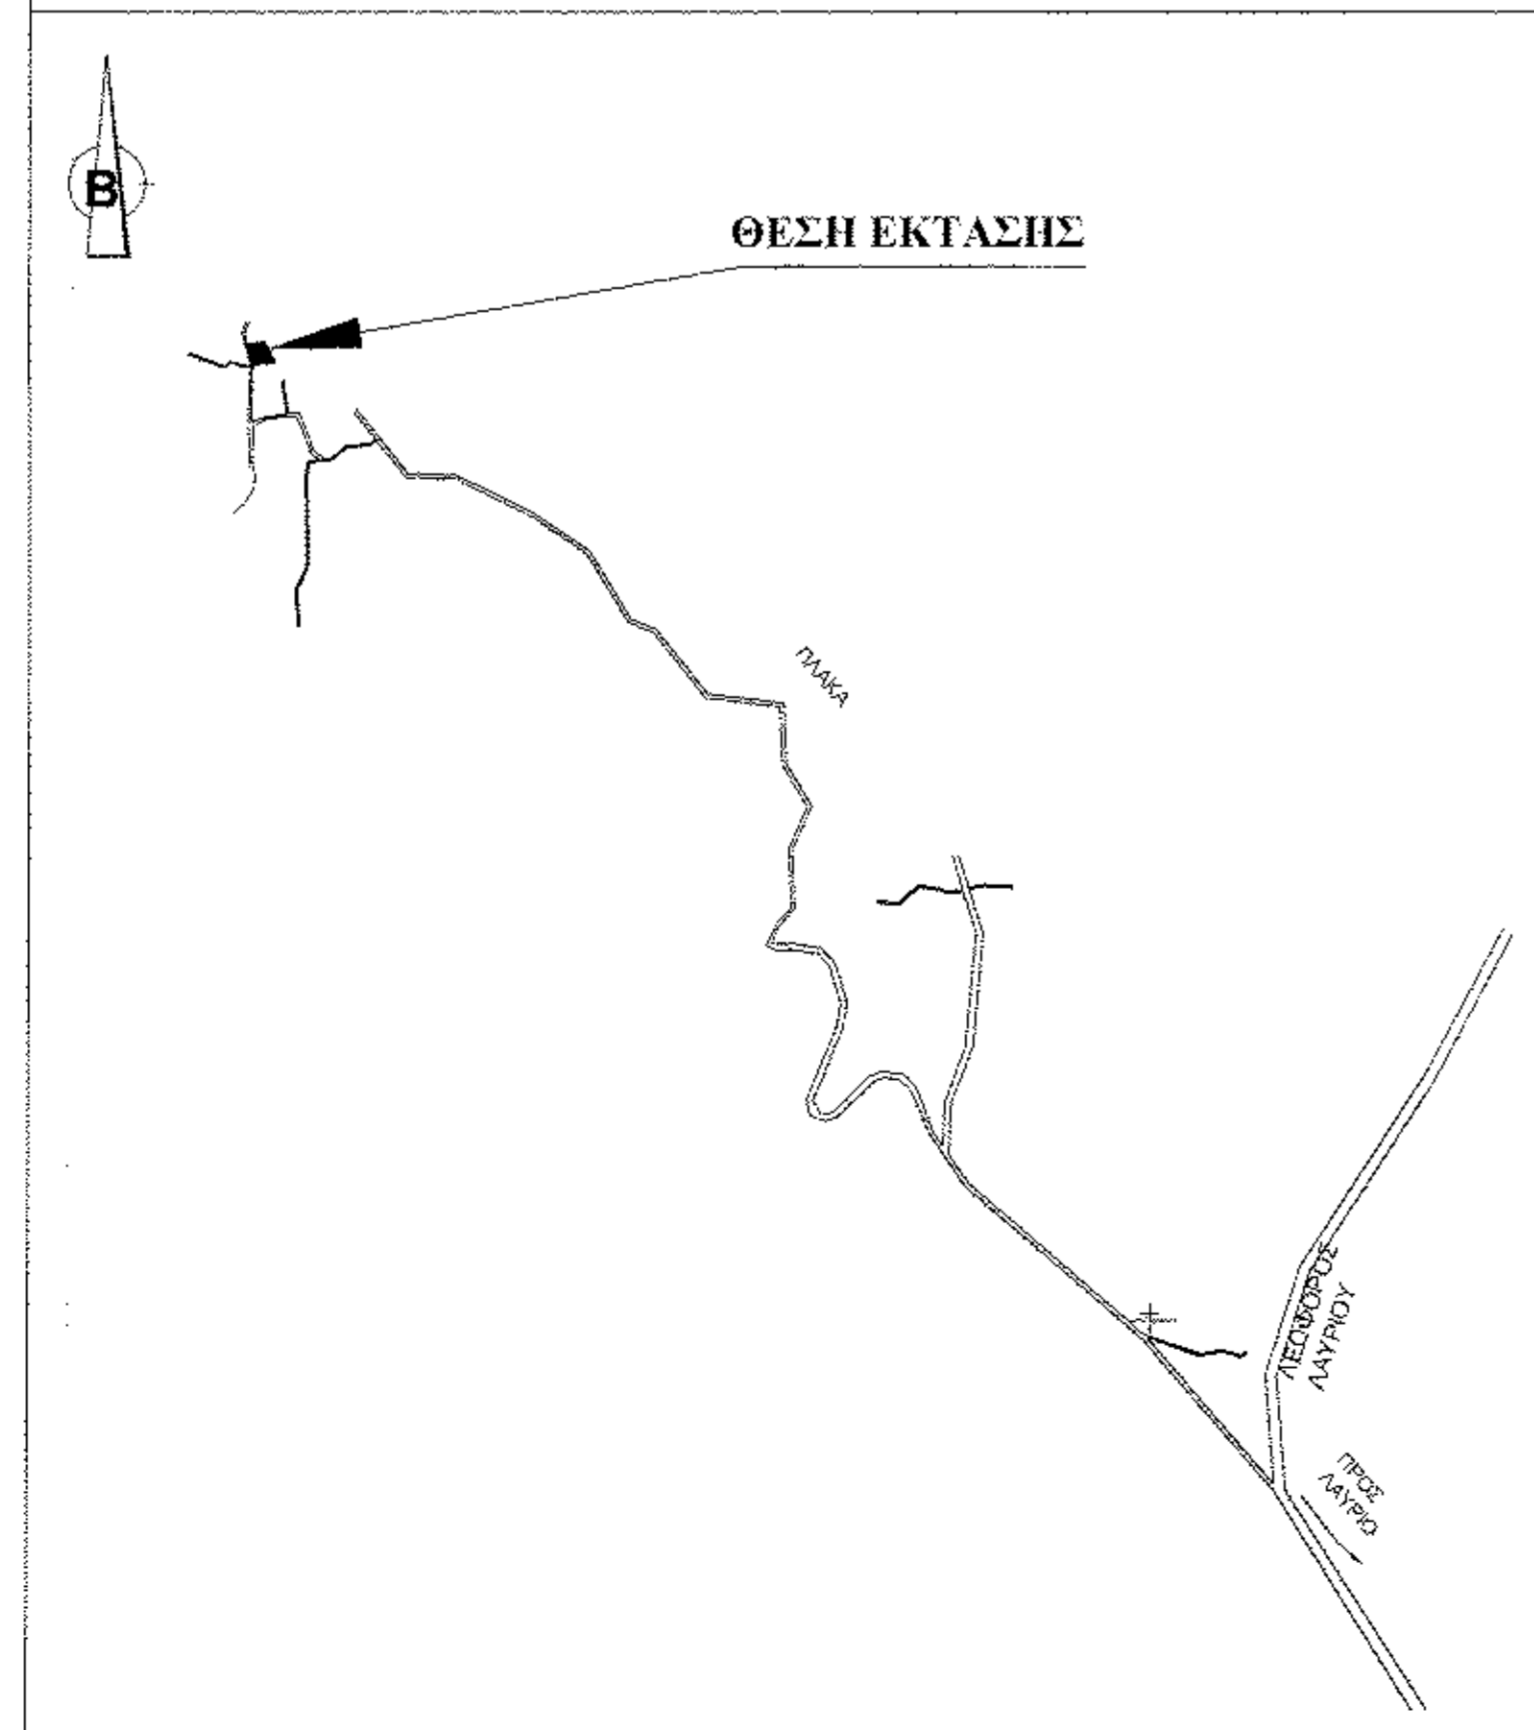 Β
ΘΕΣΗ ΕΚΤΑΣΗΣ
ΠΛΑΚΑ
ΛΕΩΦΟΡΟΣ
ΛΑΥΡΙΟΥ
ΠΡΟΣ
ΛΑΥΡΙΟ